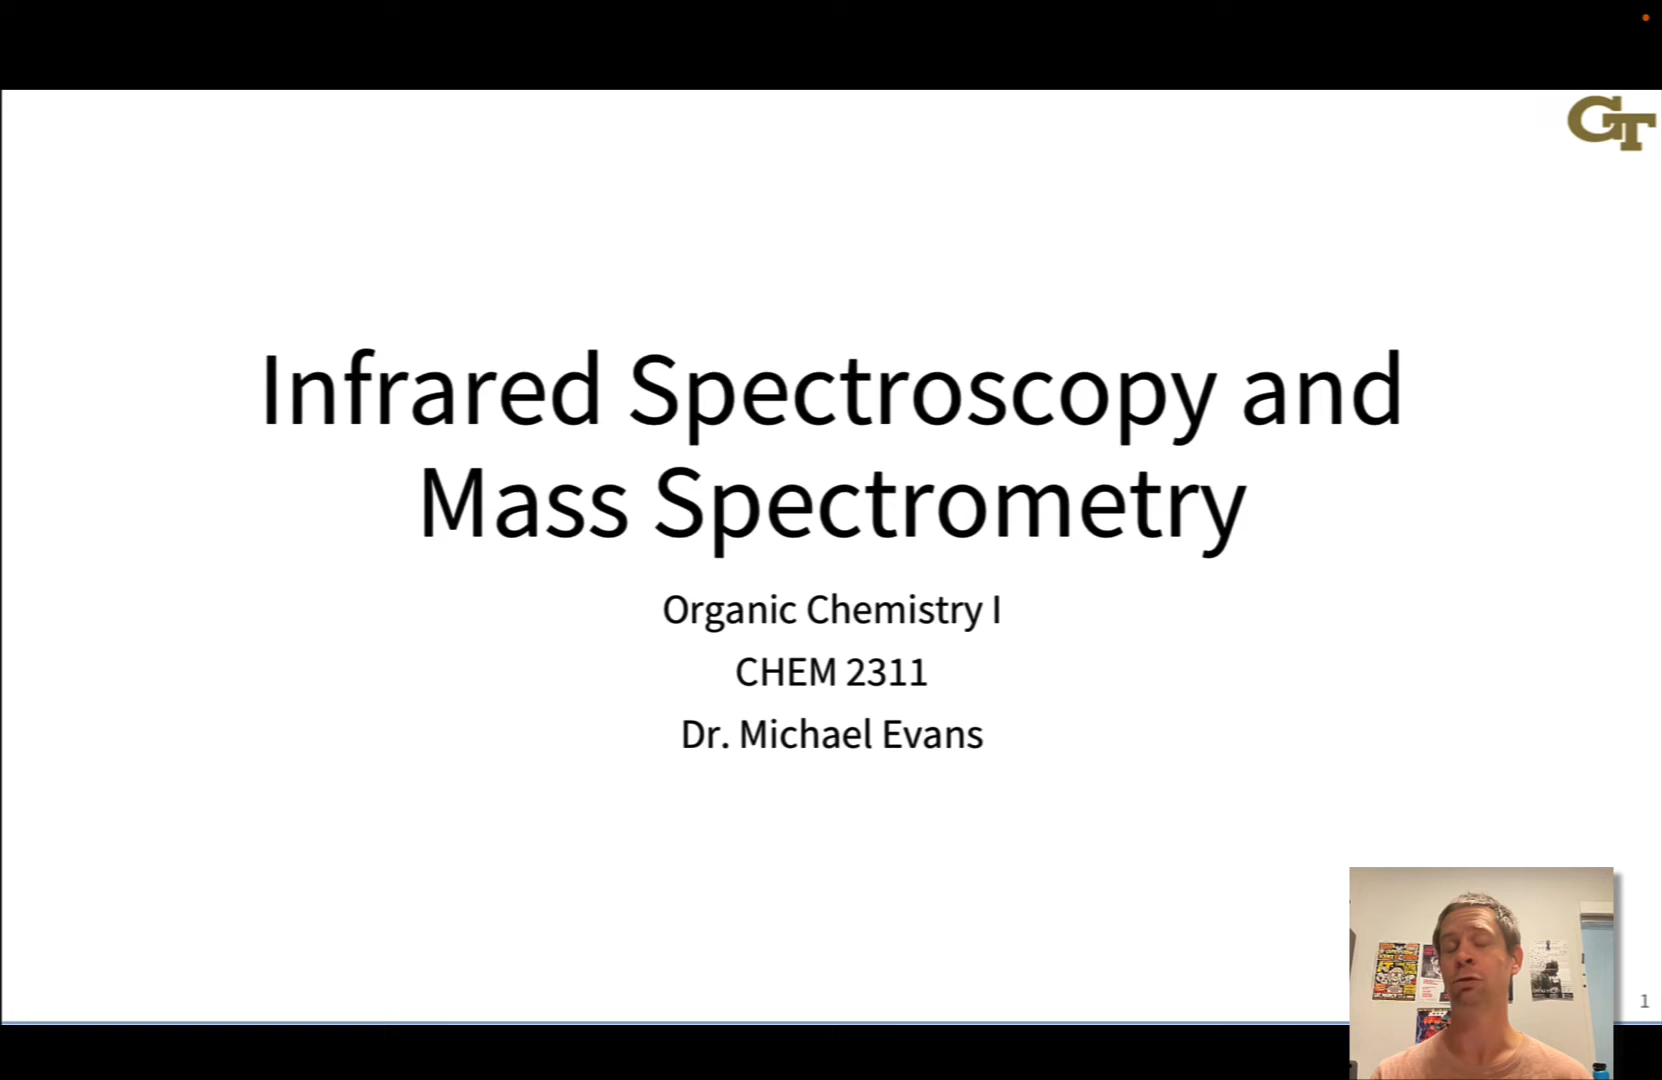 GT
Infrared Spectroscopy and
Mass Spectrometry
Organic Chemistry I
CHEM 2311
Dr. Michael Evans
1